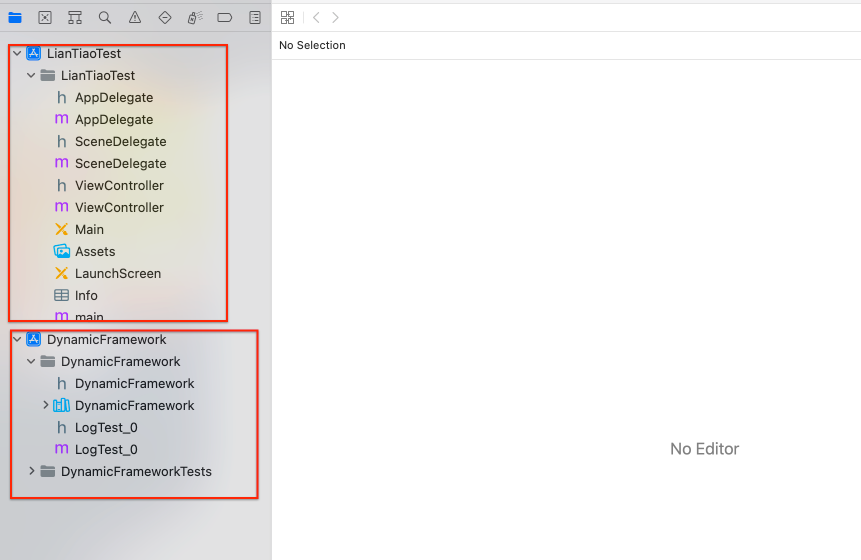 No Selection
LianTiaoTest
LianTiaoTest
h AppDelegate
m AppDelegate
h SceneDelegate
m SceneDelegate
h ViewController
m ViewController
Main
Assets
LaunchScreen
Info
m main
DynamicFramework
DynamicFramework
h DynamicFramework
DynamicFramework
h LogTest_0
m LogTest_0
DynamicFrameworkTests
No Editor